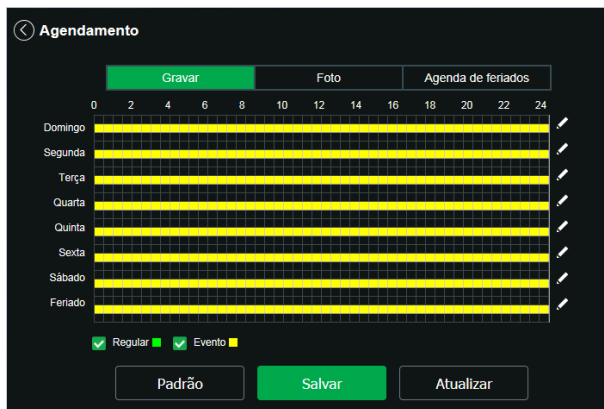 Agendamento
Gravar Foto Agenda de feriados
0 2 4 6 8 10 12 14 16 18 20 22 24
Domingo
Segunda
Terça
Quarta
Quinta
Sexta
Sábado
Feriado
Regular Evento
Padrão Salvar Atualizar